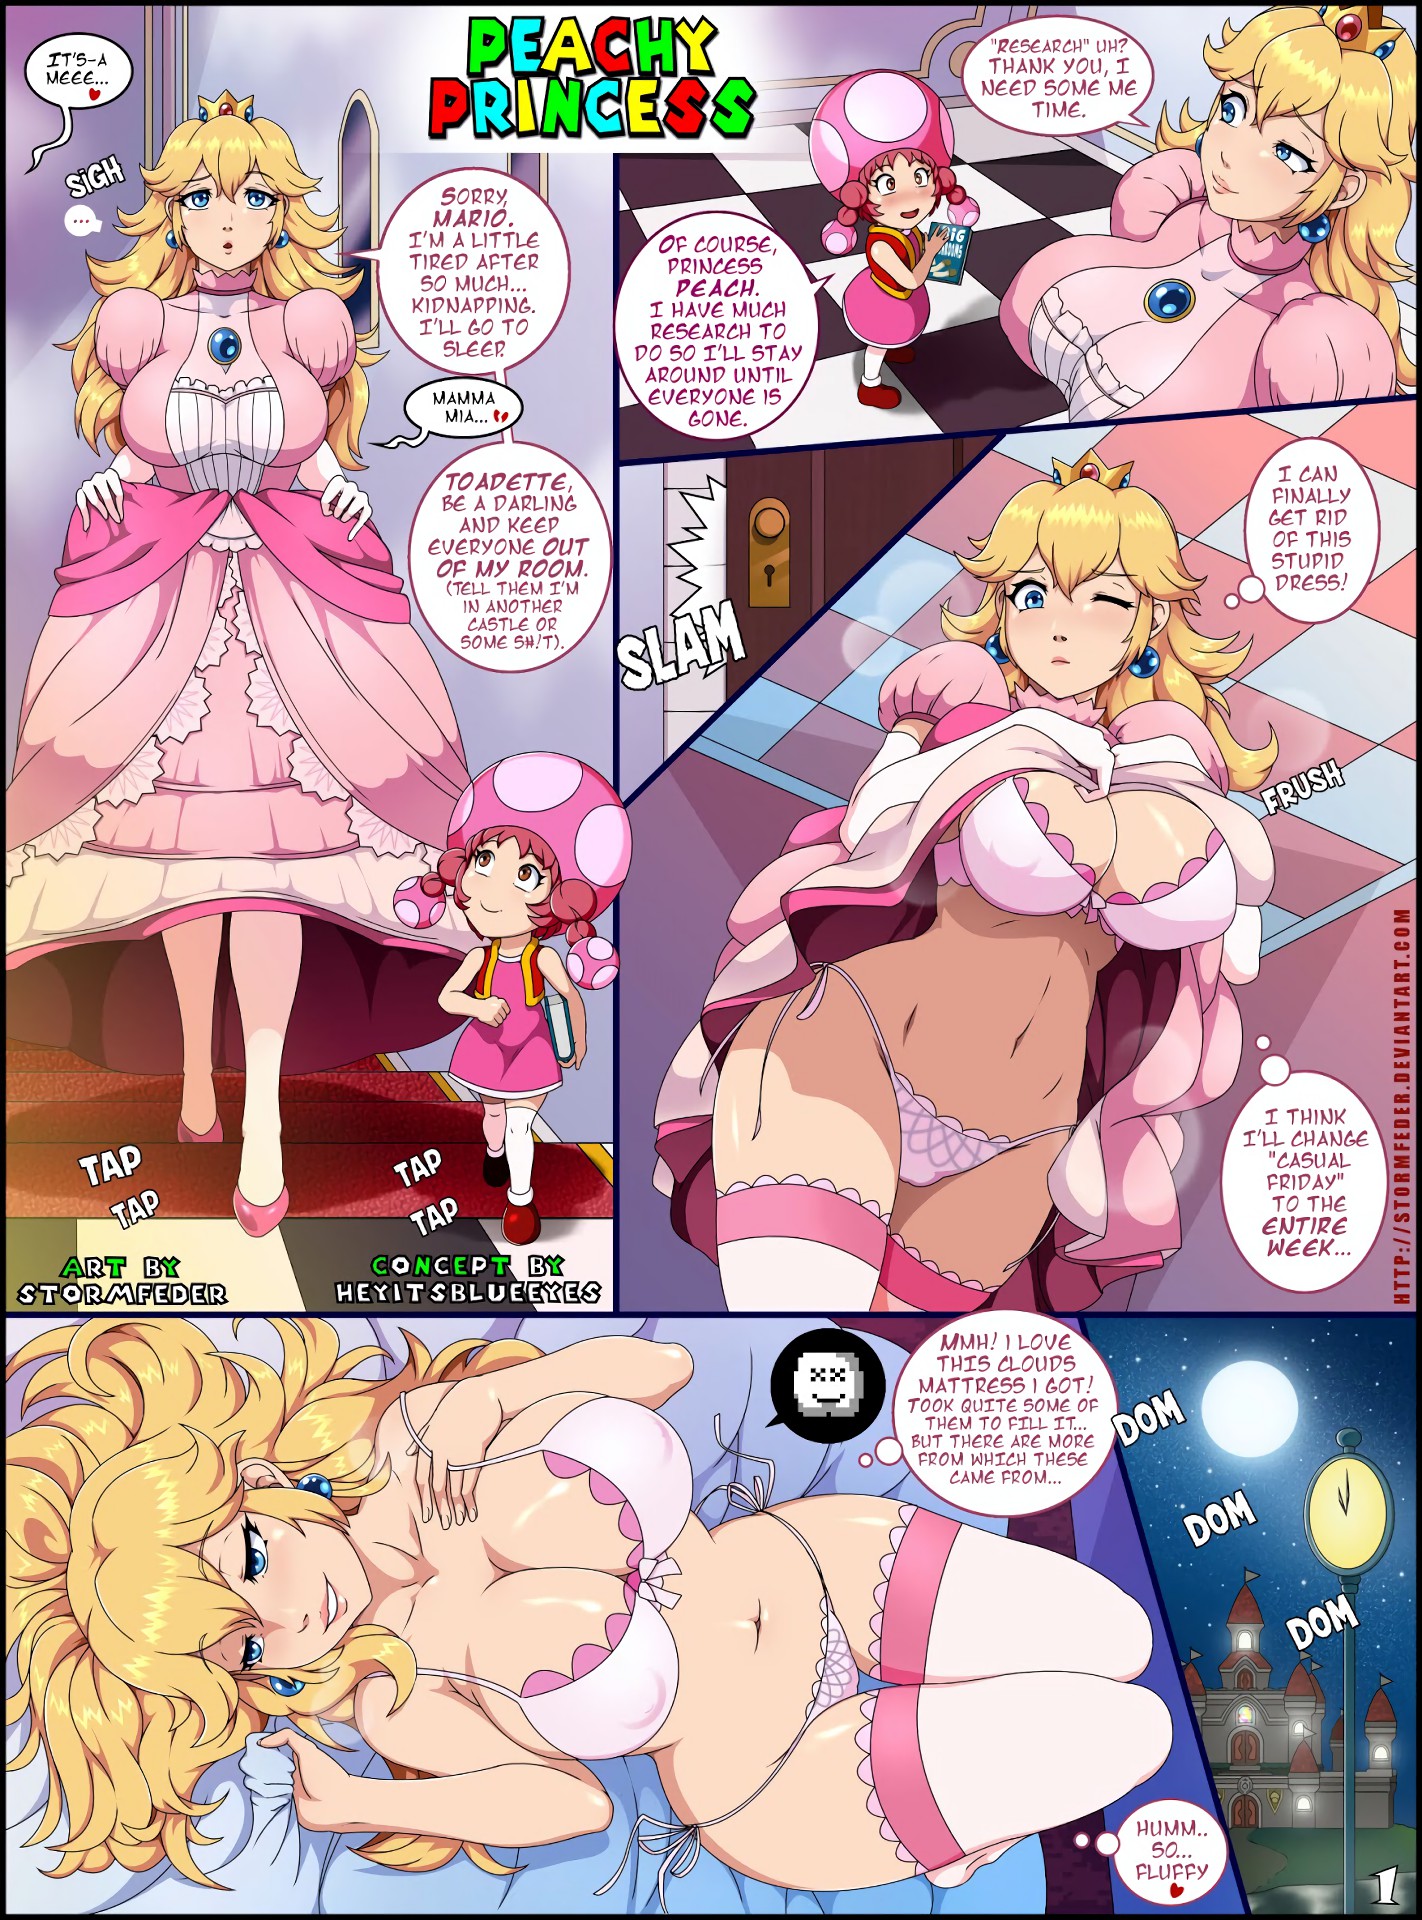 PEACHY
PRINCESS
IT'S-A
MEEE...
SIGH
...
SORRY,
MARIO.
I'M A LITTLE
TIRED AFTER
SO MUCH...
KIDNAPPING.
I'LL GO TO
SLEEP.
MAMMA
MIA...
TOADETTE,
BE A DARLING
AND KEEP
EVERYONE OUT
OF MY ROOM.
(TELL THEM I'M
IN ANOTHER
CASTLE OR
SOME S#!T).
TAP
TAP
TAP
TAP
ART BY
STORMFEDER
CONCEPT BY
HEYITSBLUEEYES
"RESEARCH" UH?
THANK YOU, I
NEED SOME ME
TIME.
OF COURSE,
PRINCESS
PEACH.
I HAVE MUCH
RESEARCH TO
DO SO I'LL STAY
AROUND UNTIL
EVERYONE IS
GONE.
SLAM
I CAN
FINALLY
GET RID
OF THIS
STUPID
DRESS!
FRUSH
I THINK
I'LL CHANGE
"CASUAL
FRIDAY"
TO THE
ENTIRE
WEEK...
HTTP://STORMFEDER.DEVIANTART.COM
MMH! I LOVE
THIS CLOUDS
MATTRESS I GOT!
TOOK QUITE SOME OF
THEM TO FILL IT...
BUT THERE ARE MORE
FROM WHICH THESE
CAME FROM...
DOM
DOM
DOM
HUMM..
SO...
FLUFFY
1